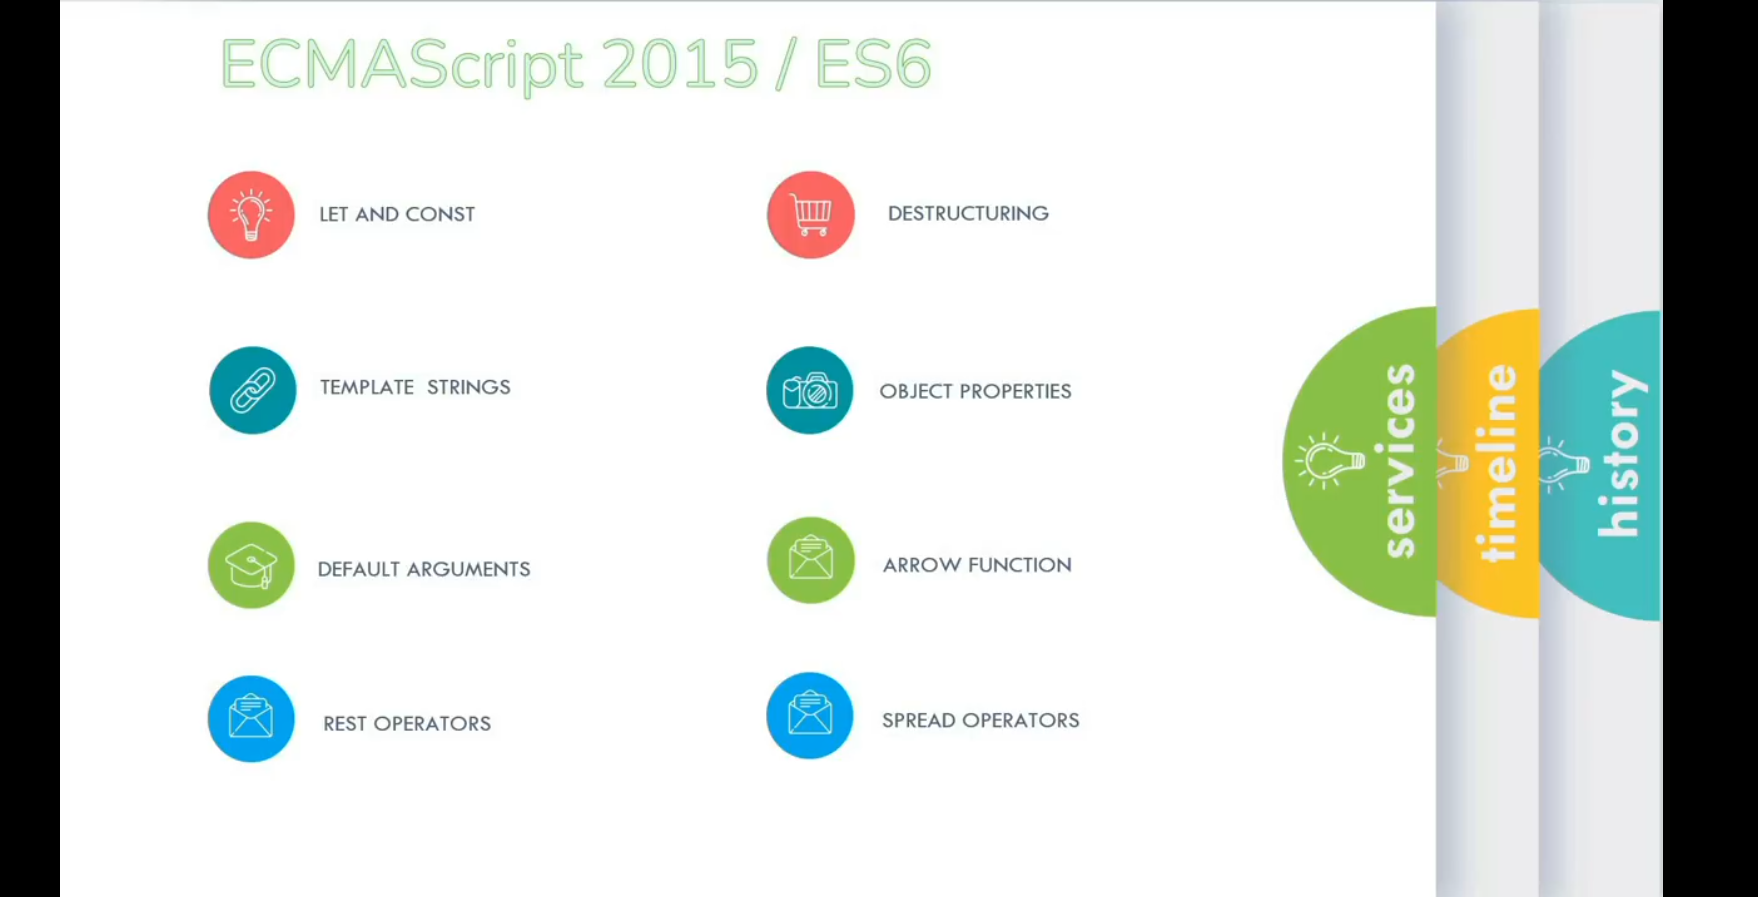 ECMAScript 2015 / ES6
LET AND CONST
DESTRUCTURING
TEMPLATE STRINGS
OBJECT PROPERTIES
DEFAULT ARGUMENTS
ARROW FUNCTION
REST OPERATORS
SPREAD OPERATORS
services
timeline
history